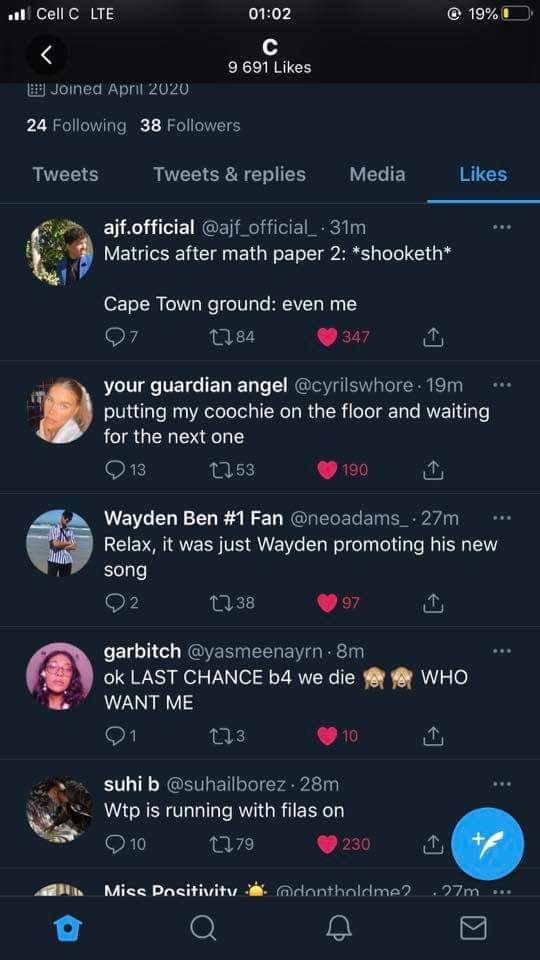 Cell C LTE 01:02 19%
C
9 691 Likes
Joined April 2020
24 Following 38 Followers
Tweets Tweets & replies Media Likes
ajf.official @ajf_official_ · 31m
Matrics after math paper 2: *shooketh*
Cape Town ground: even me
7 84 347
your guardian angel @cyrilswhore · 19m
putting my coochie on the floor and waiting
for the next one
13 53 190
Wayden Ben #1 Fan @neoadams_ · 27m
Relax, it was just Wayden promoting his new
song
2 38 97
garbitch @yasmeenayrn · 8m
ok LAST CHANCE b4 we die 🙈 🙈 WHO
WANT ME
1 3 10
suhi b @suhailborez · 28m
Wtp is running with filas on
10 79 230
Miss Positivity ☀️ @dontholdme2_ · 27m